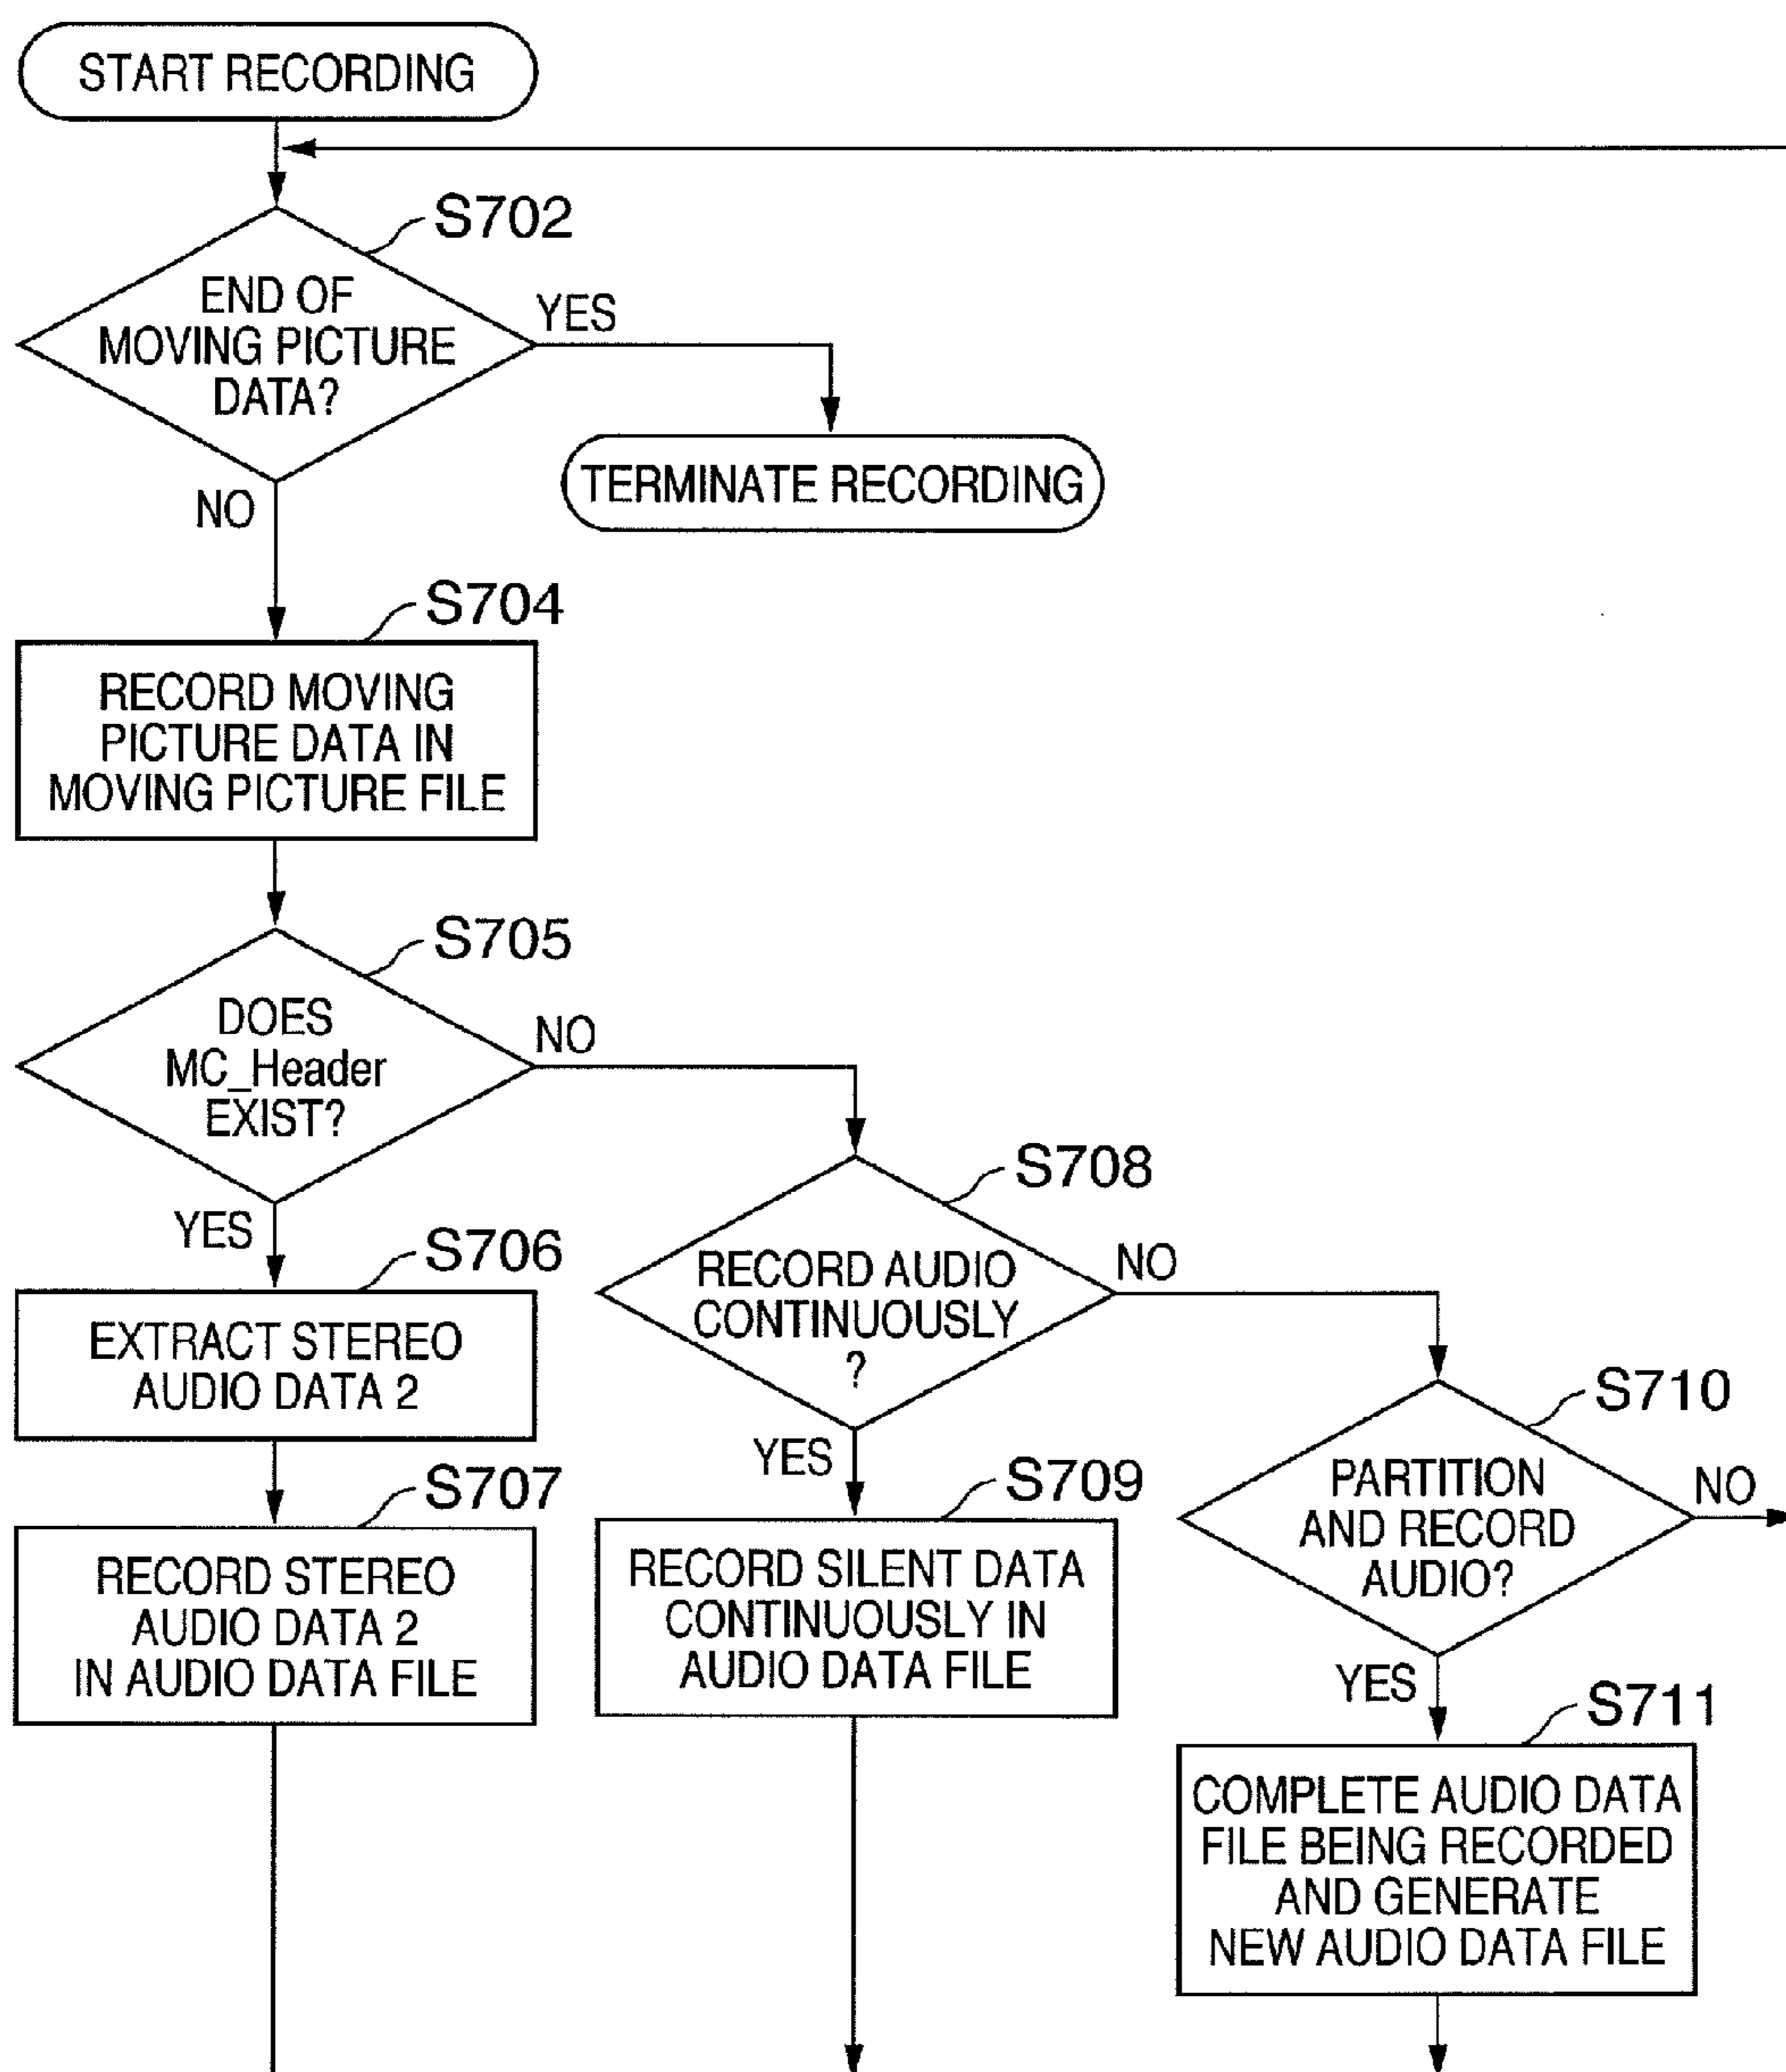 START RECORDING
S702
END OF
MOVING PICTURE
DATA?
YES
TERMINATE RECORDING
NO
S704
RECORD MOVING
PICTURE DATA IN
MOVING PICTURE FILE
S705
DOES
MC_Header
EXIST?
NO
YES
S708
RECORD AUDIO
CONTINUOUSLY
?
NO
YES
S706
EXTRACT STEREO
AUDIO DATA 2
S707
RECORD STEREO
AUDIO DATA 2
IN AUDIO DATA FILE
S709
RECORD SILENT DATA
CONTINUOUSLY IN
AUDIO DATA FILE
S710
PARTITION
AND RECORD
AUDIO?
NO
YES
S711
COMPLETE AUDIO DATA
FILE BEING RECORDED
AND GENERATE
NEW AUDIO DATA FILE